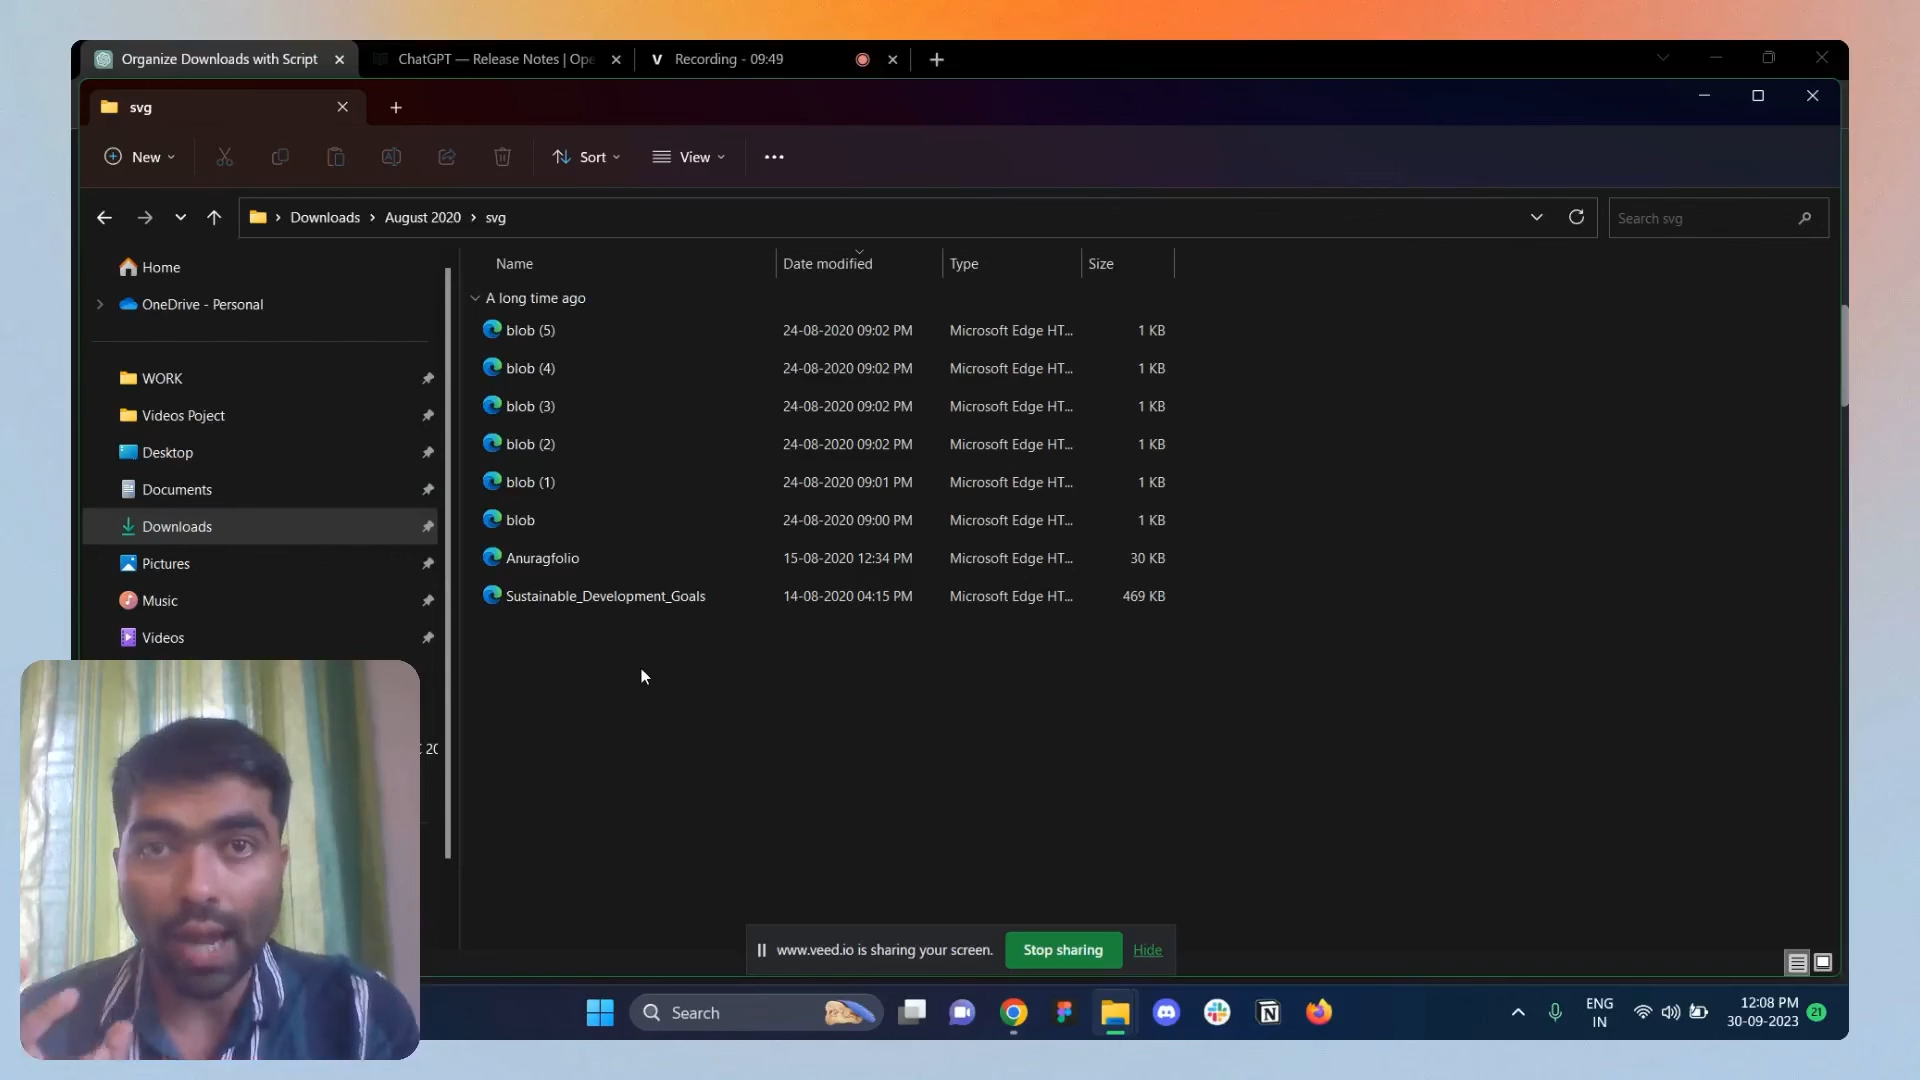 Organize Downloads with Script
ChatGPT — Release Notes | Ope
V Recording - 09:49
svg
New
Sort
View
Downloads > August 2020 > svg
Search svg
Home
OneDrive - Personal
WORK
Videos Poject
Desktop
Documents
Downloads
Pictures
Music
Videos
C 20
Name Date modified Type Size
A long time ago
blob (5) 24-08-2020 09:02 PM Microsoft Edge HT... 1 KB
blob (4) 24-08-2020 09:02 PM Microsoft Edge HT... 1 KB
blob (3) 24-08-2020 09:02 PM Microsoft Edge HT... 1 KB
blob (2) 24-08-2020 09:02 PM Microsoft Edge HT... 1 KB
blob (1) 24-08-2020 09:01 PM Microsoft Edge HT... 1 KB
blob 24-08-2020 09:00 PM Microsoft Edge HT... 1 KB
Anuragfolio 15-08-2020 12:34 PM Microsoft Edge HT... 30 KB
Sustainable_Development_Goals 14-08-2020 04:15 PM Microsoft Edge HT... 469 KB
www.veed.io is sharing your screen. Stop sharing Hide
Search
ENG
IN
12:08 PM
30-09-2023
21